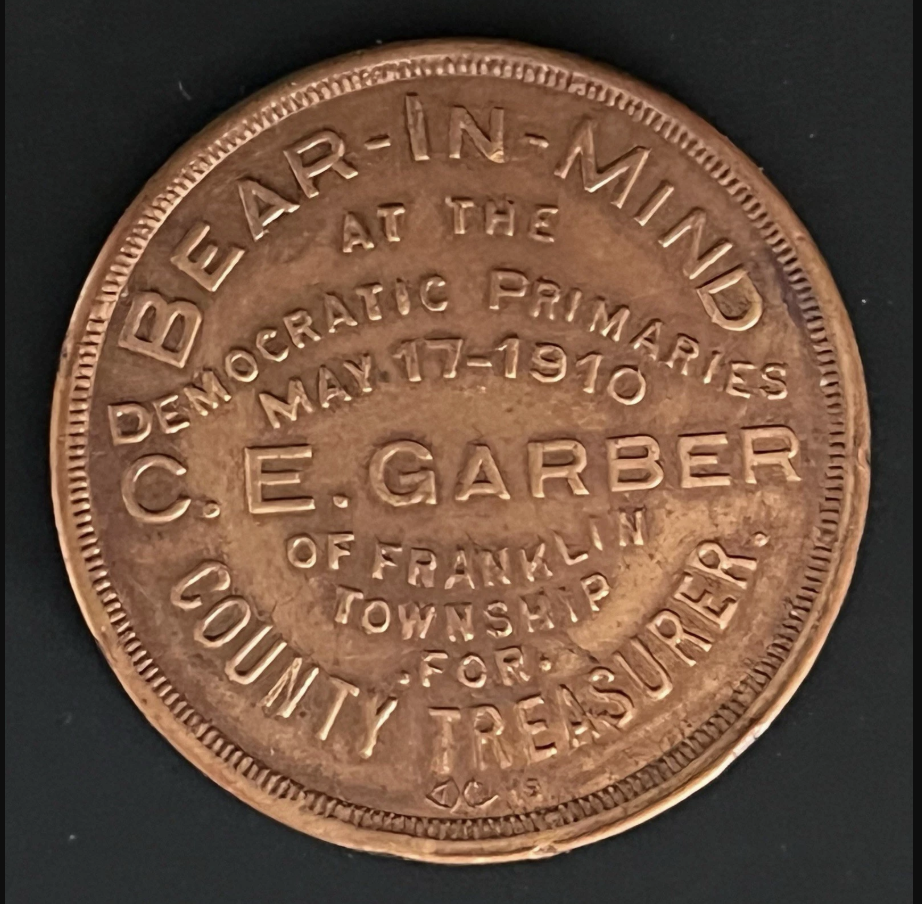 BEAR-IN-MIND
AT THE
DEMOCRATIC PRIMARIES
MAY 17-1910
C. E. GARBER
OF FRANKLIN
TOWNSHIP
.FOR.
COUNTY TREASURER.